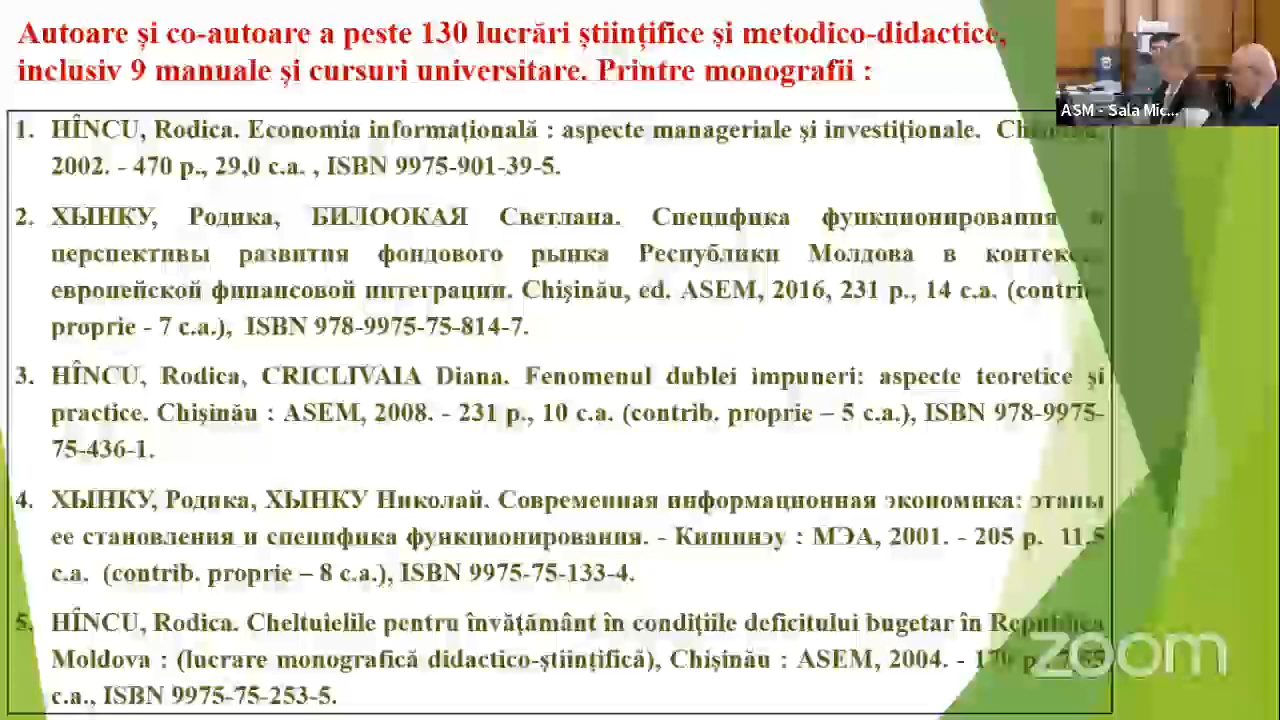 Autoare și co-autoare a peste 130 lucrări științifice și metodico-didactice,
inclusiv 9 manuale și cursuri universitare. Printre monografii :
ASM - Sala Mic...
1. HÎNCU, Rodica. Economia informațională : aspecte manageriale şi investiţionale.
2002. - 470 p., 29,0 c.a. , ISBN 9975-901-39-5.
2. ХЫНКУ, Родика, БИЛООКАЯ Светлана. Специфика функционирования и
перспективы развития фондового рынка Республики Молдова в
европейской финансовой интеграции. Chişinău, ed. ASEM, 2016, 231 p., 14 c.a.
proprie - 7 c.a.), ISBN 978-9975-75-814-7.
3. HÎNCU, Rodica, CRICLIVAIA Diana. Fenomenul dublei impuneri: aspecte teoretice şi
practice. Chişinău : ASEM, 2008. - 231 p., 10 c.a. (contrib. proprie – 5 c.a.), ISBN 978-9975-
75-436-1.
4. ХЫНКУ, Родика, ХЫНКУ Николай. Современная информационная экономика: этапы
ее становления и специфика функционирования. - Кишинэу : МЭА, 2001. - 205 p. 11,5
c.a. (contrib. proprie – 8 c.a.), ISBN 9975-75-133-4.
5. HÎNCU, Rodica. Cheltuielile pentru învăţământ în condiţiile deficitului bugetar în Republica
Moldova : (lucrare monografică didactico-ştiinţifică), Chişinău : ASEM, 2004. -
c.a., ISBN 9975-75-253-5.
zoom